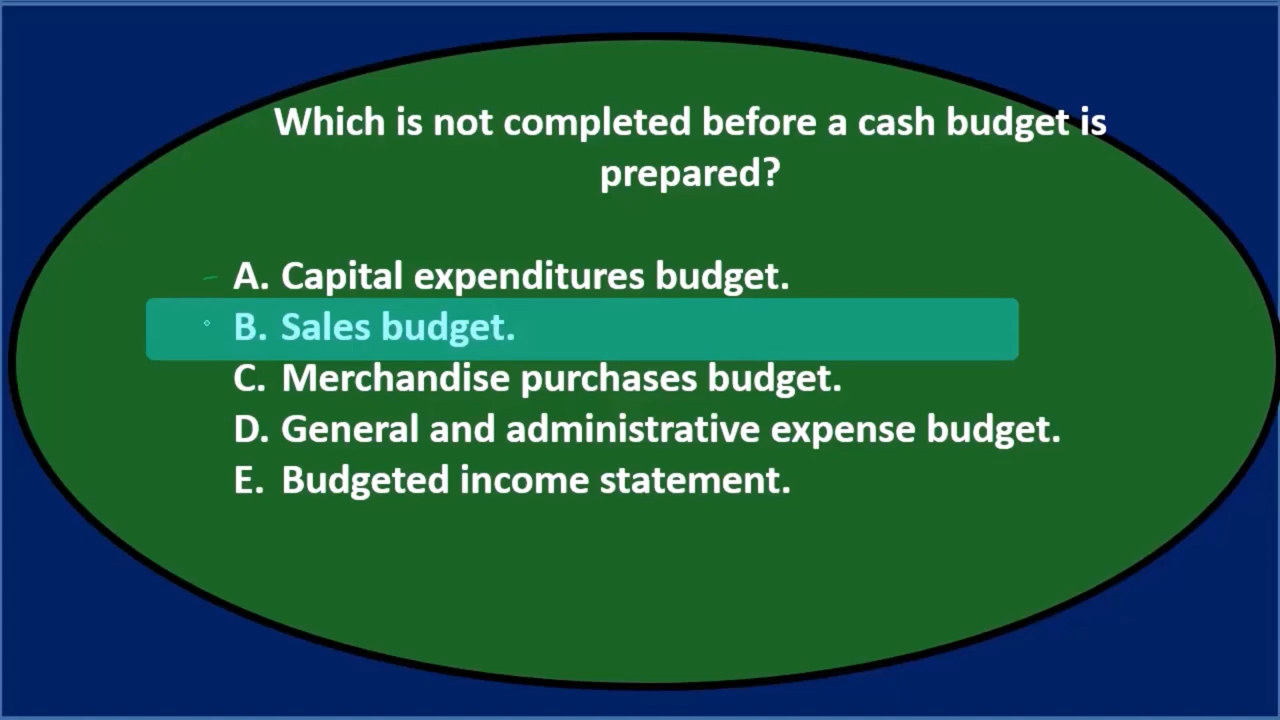 Which is not completed before a cash budget is
prepared?
A. Capital expenditures budget.
B. Sales budget.
C. Merchandise purchases budget.
D. General and administrative expense budget.
E. Budgeted income statement.